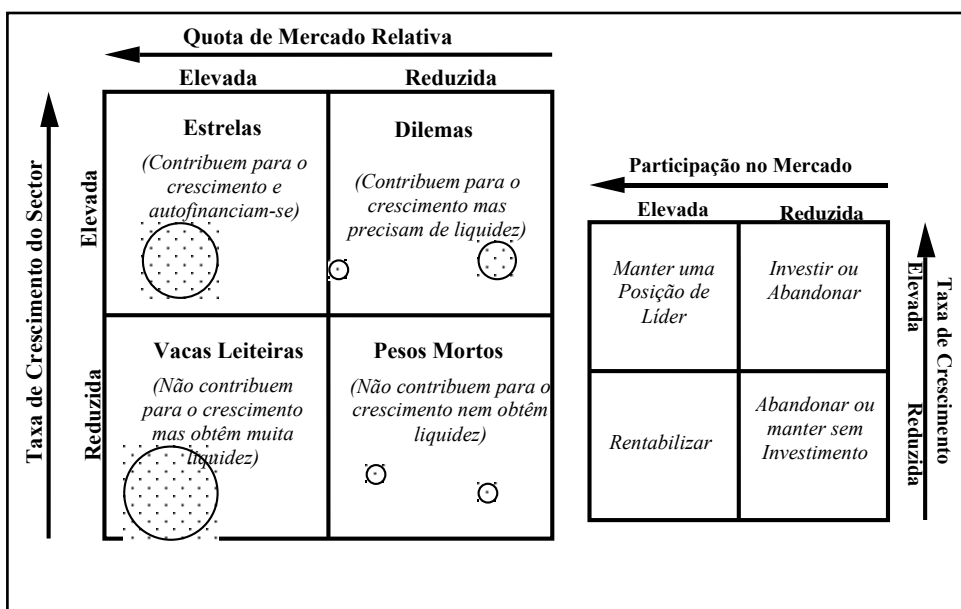 Quota de Mercado Relativa
Elevada
Reduzida
Taxa de Crescimento do Sector
Elevada
Reduzida
Estrelas
(Contribuem para o
crescimento e
autofinanciam-se)
Dilemas
(Contribuem para o
crescimento mas
precisam de liquidez)
Vacas Leiteiras
(Não contribuem
para o crescimento
mas obtêm muita
liquidez)
Pesos Mortos
(Não contribuem para o
crescimento nem obtêm
liquidez)
Participação no Mercado
Elevada
Reduzida
Manter uma
Posição de
Líder
Investir ou
Abandonar
Rentabilizar
Abandonar ou
manter sem
Investimento
Elevada
Reduzida
Taxa de Crescimento